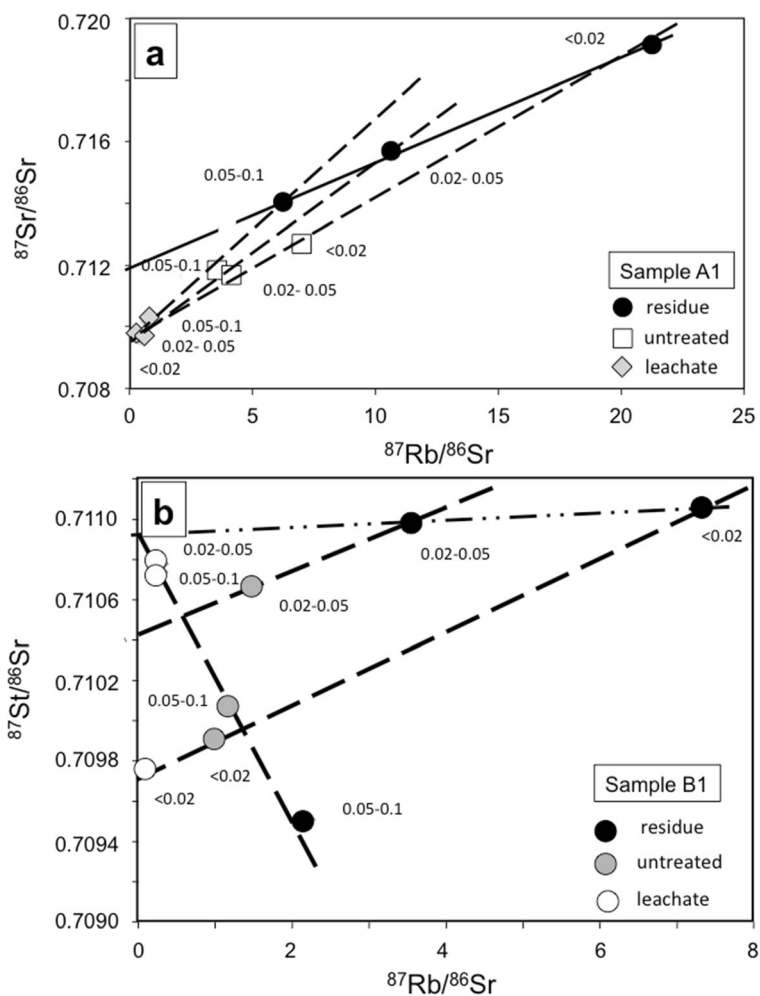 0.720
a
<0.02
0.716
0.05-0.1
0.02- 0.05
⁸⁷Sr/⁸⁶Sr
<0.02
0.712
0.05-0.1
0.02- 0.05
Sample A1
residue
0.05-0.1
untreated
0.02- 0.05
leachate
<0.02
0.708
0 5 10 15 20 25
⁸⁷Rb/⁸⁶Sr
b
0.7110
0.02-0.05
0.02-0.05
<0.02
0.05-0.1
0.7106
0.02-0.05
⁸⁷St/⁸⁶Sr
0.7102
0.05-0.1
0.7098
<0.02
<0.02
Sample B1
0.05-0.1
residue
0.7094
untreated
leachate
0.7090
0 2 4 6 8
⁸⁷Rb/⁸⁶Sr